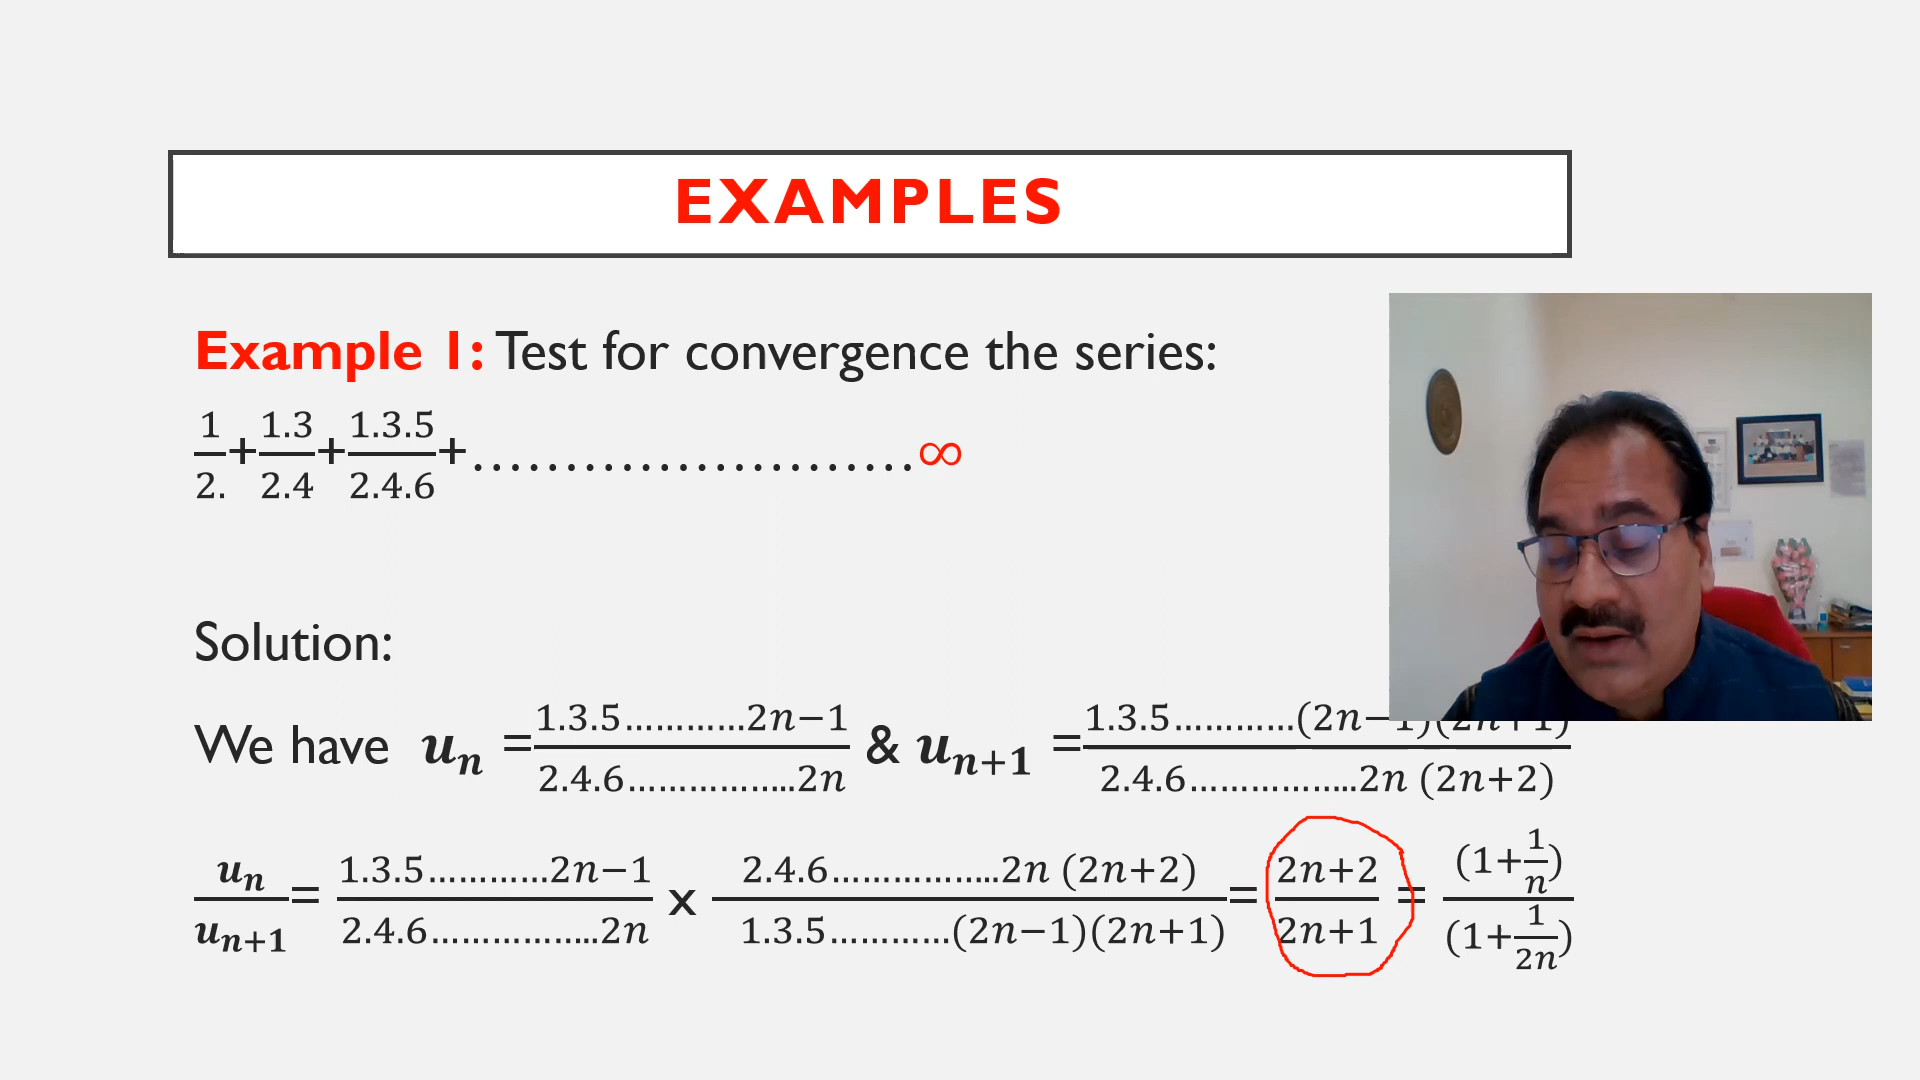 EXAMPLES
Example 1: Test for convergence the series:
1/2. + 1.3/2.4 + 1.3.5/2.4.6 + ........................∞
Solution:
We have u_n = 1.3.5............2n−1/2.4.6.................2n & u_{n+1} = 1.3.5............(2n−1)(2n+1)/2.4.6.................2n (2n+2)
u_n/u_{n+1} = 1.3.5............2n−1/2.4.6.................2n x 2.4.6.................2n (2n+2)/1.3.5............(2n−1)(2n+1) = 2n+2/2n+1 = (1+1/n)/(1+1/2n)